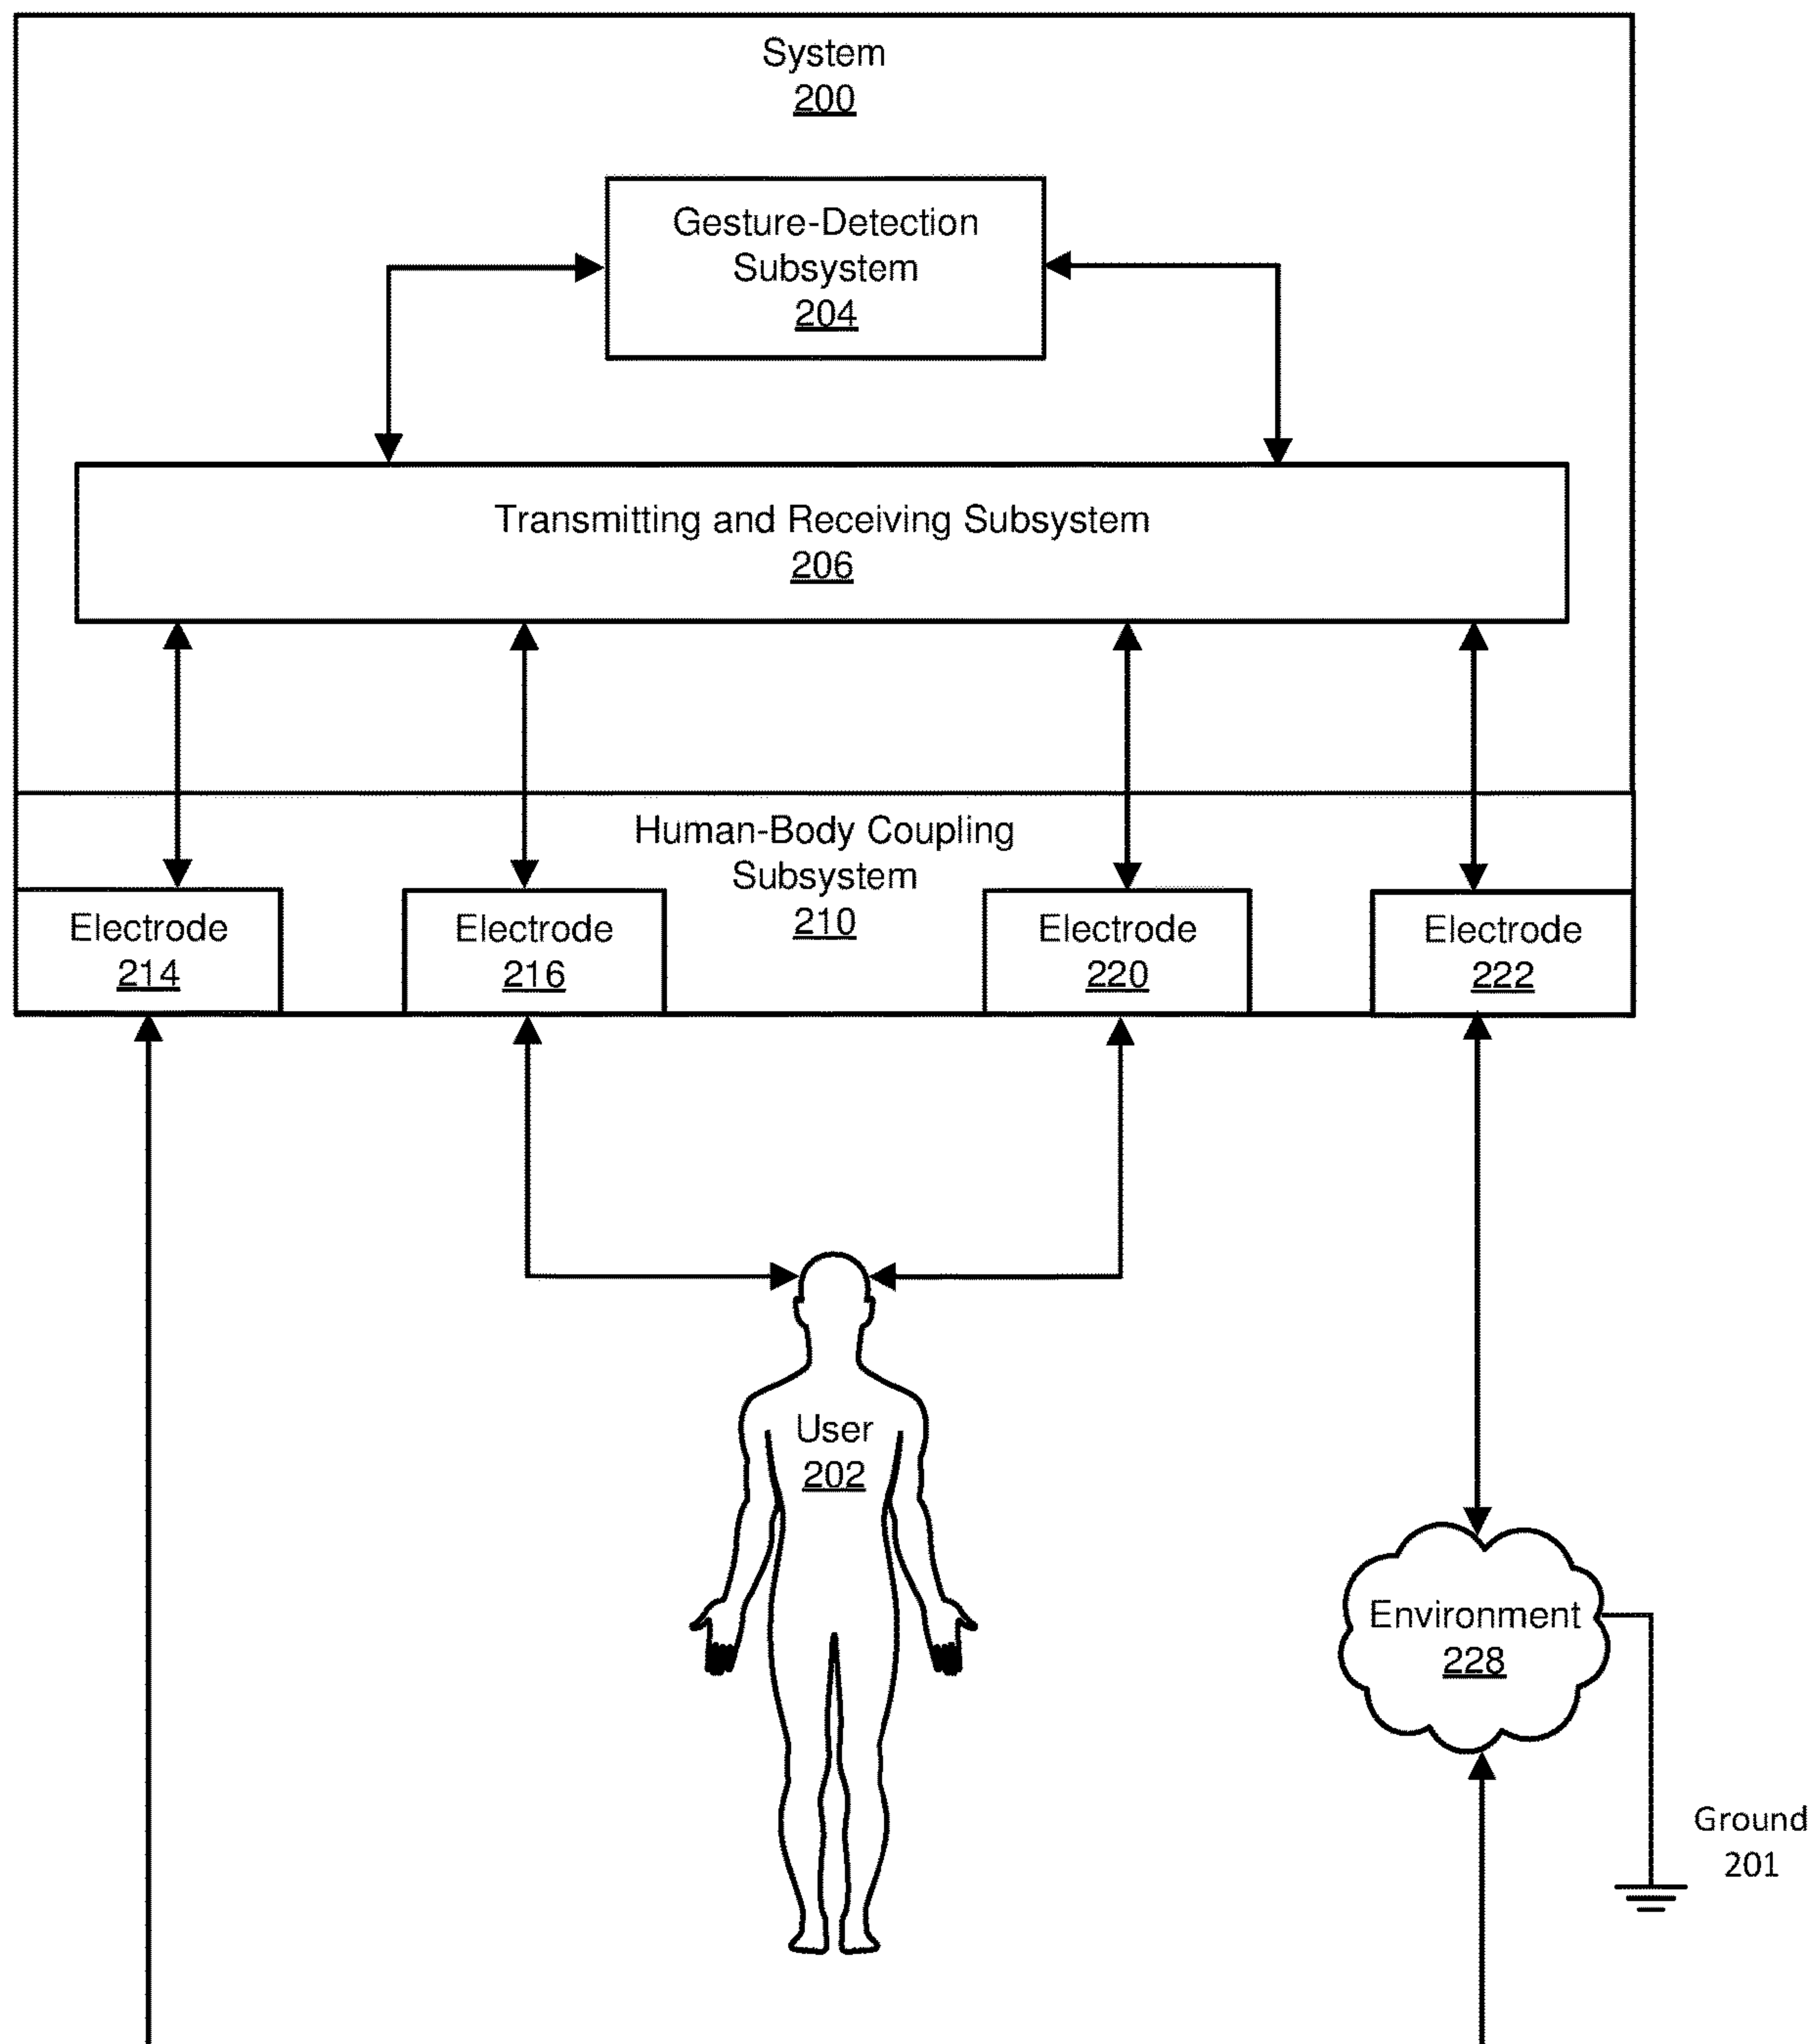 System
200
Gesture-Detection
Subsystem
204
Transmitting and Receiving Subsystem
206
Human-Body Coupling
Subsystem
210
Electrode
214
Electrode
216
Electrode
220
Electrode
222
User
202
Environment
228
Ground
201